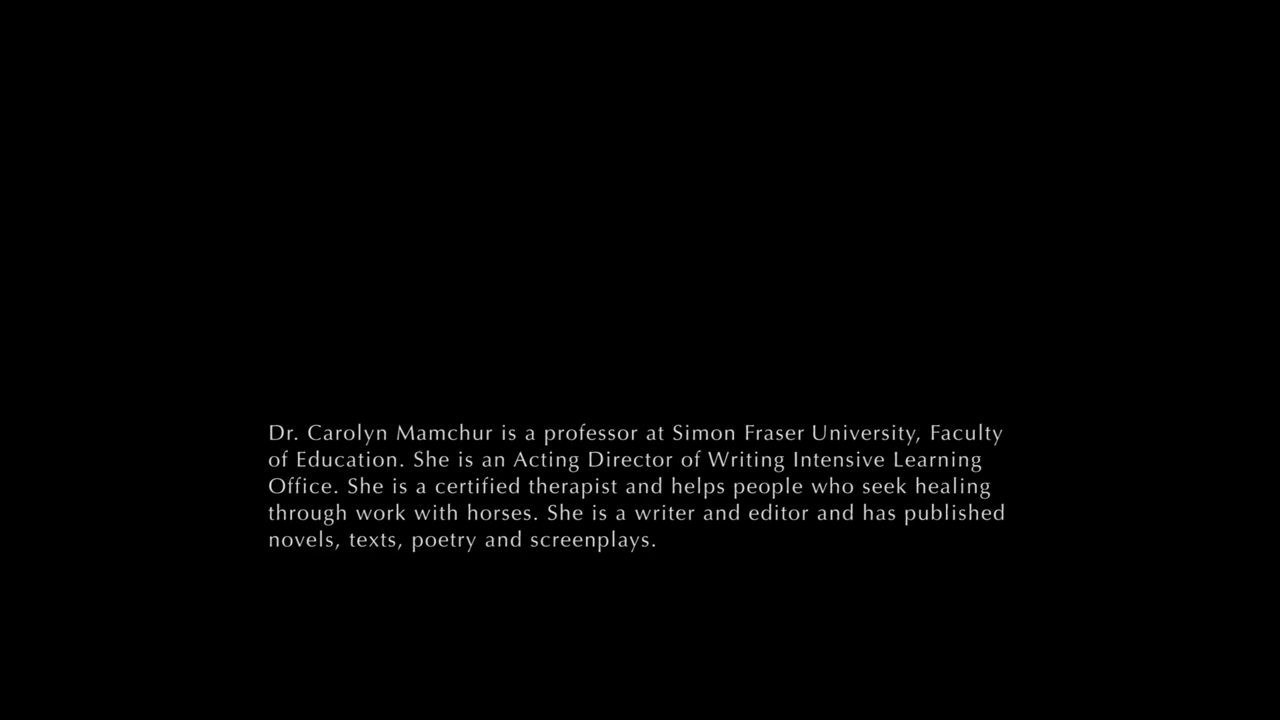 Dr. Carolyn Mamchur is a professor at Simon Fraser University, Faculty
of Education. She is an Acting Director of Writing Intensive Learning
Office. She is a certified therapist and helps people who seek healing
through work with horses. She is a writer and editor and has published
novels, texts, poetry and screenplays.